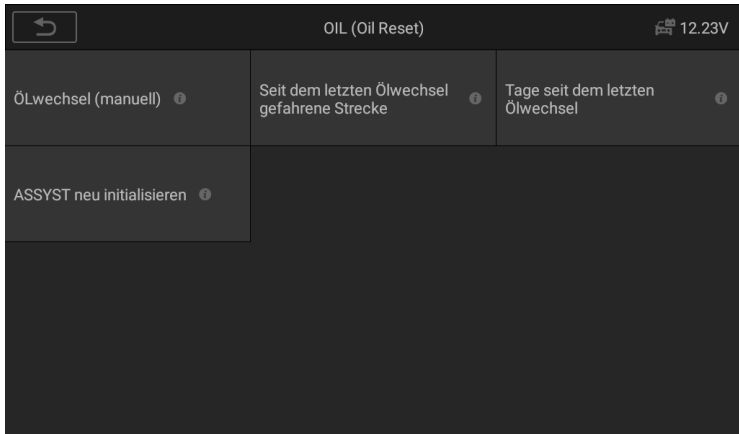 OIL (Oil Reset)
12.23V
ÖLwechsel (manuell)
Seit dem letzten Ölwechsel
gefahrene Strecke
Tage seit dem letzten
Ölwechsel
ASSYST neu initialisieren